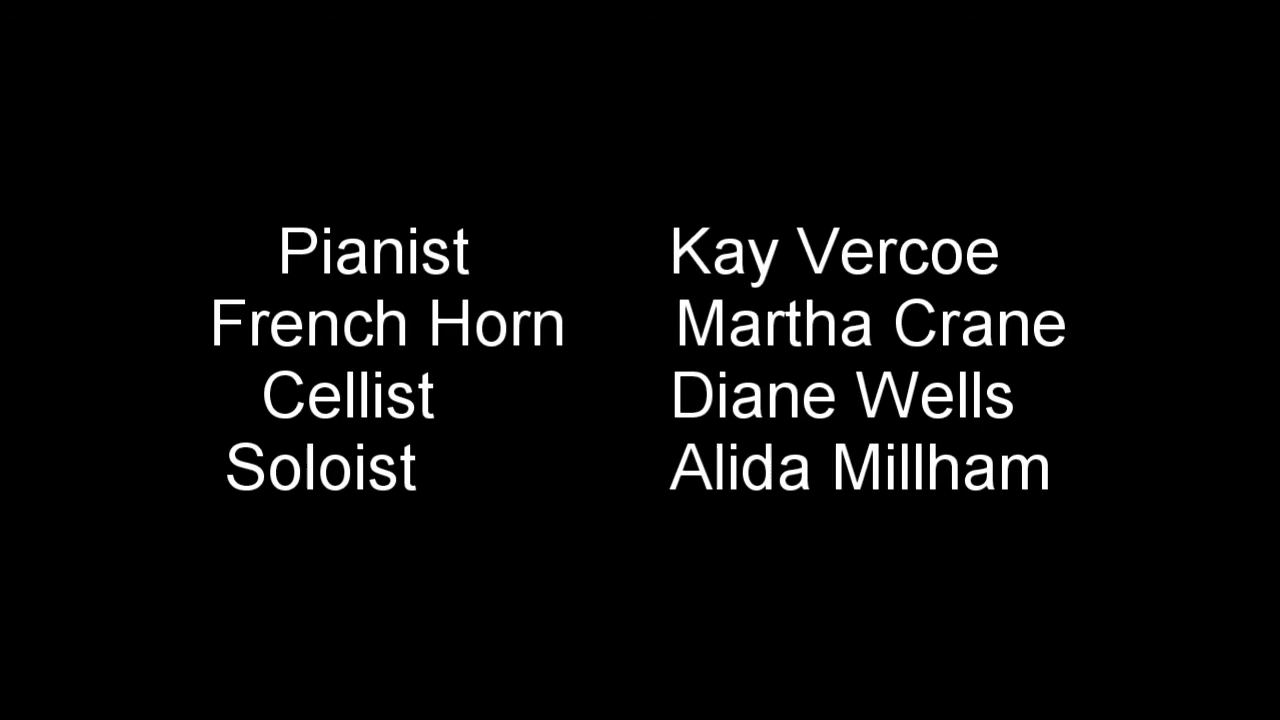 Pianist Kay Vercoe
French Horn Martha Crane
Cellist Diane Wells
Soloist Alida Millham